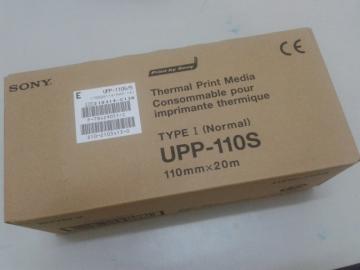 SONY
E
UPP-110S
Print by Sony
Thermal Print Media
Consommable pour
imprimante thermique
TYPE I (Normal)
UPP-110S
110mm×20m
CE